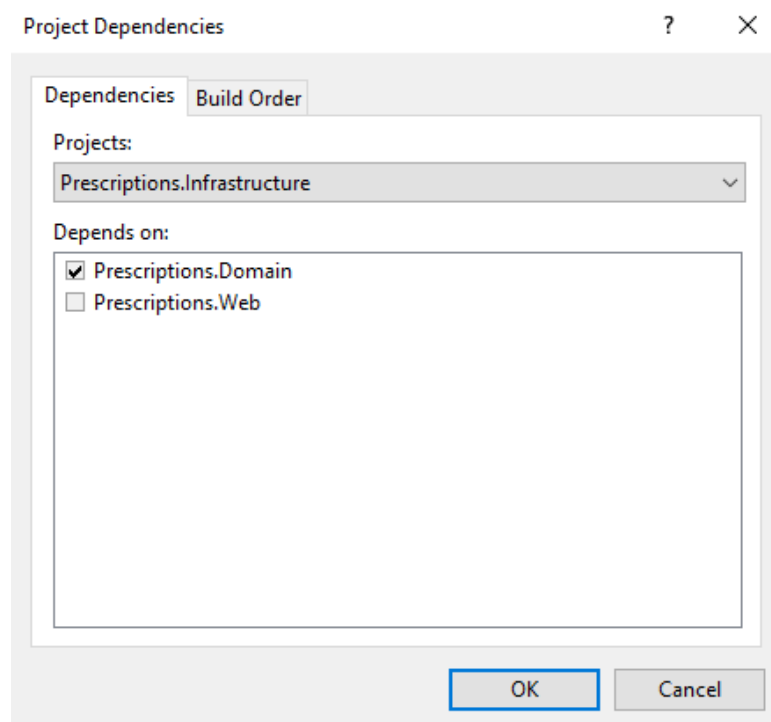 Project Dependencies ?
Dependencies Build Order
Projects:
Prescriptions.Infrastructure
Depends on:
Prescriptions.Domain
Prescriptions.Web
OK Cancel